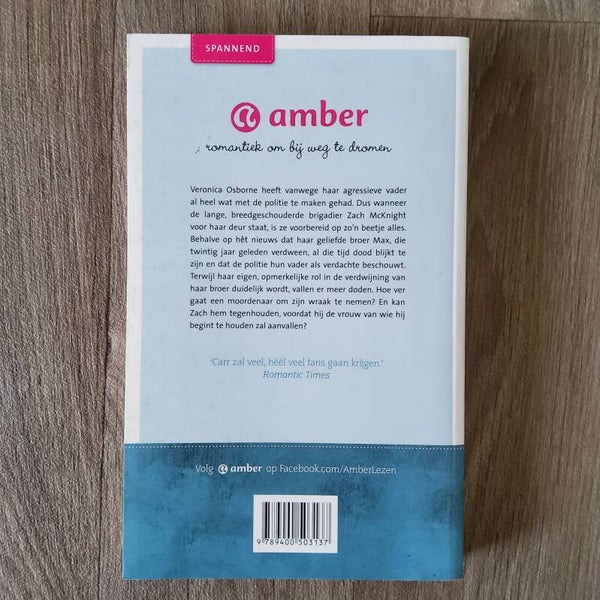 SPANNEND
amber
romantiek om bij weg te dromen
Veronica Osborne heeft vanwege haar agressieve vader
al heel wat met de politie te maken gehad. Dus wanneer
de lange, breedgeschouderde brigadier Zach McKnight
voor haar deur staat, is ze voorbereid op zo'n beetje alles.
Behalve op hét nieuws dat haar geliefde broer Max, die
twintig jaar geleden verdween, al die tijd dood blijkt te
zijn en dat de politie hun vader als verdachte beschouwt.
Terwijl haar eigen, opmerkelijke rol in de verdwijning van
haar broer duidelijk wordt, vallen er meer doden. Hoe ver
gaat een moordenaar om zijn wraak te nemen? En kan
Zach hem tegenhouden, voordat hij de vrouw van wie hij
begint te houden zal aanvallen?
'Carr zal veel, héél veel fans gaan krijgen.'
Romantic Times
Volg amber op Facebook.com/AmberLezen
9 789400 503137